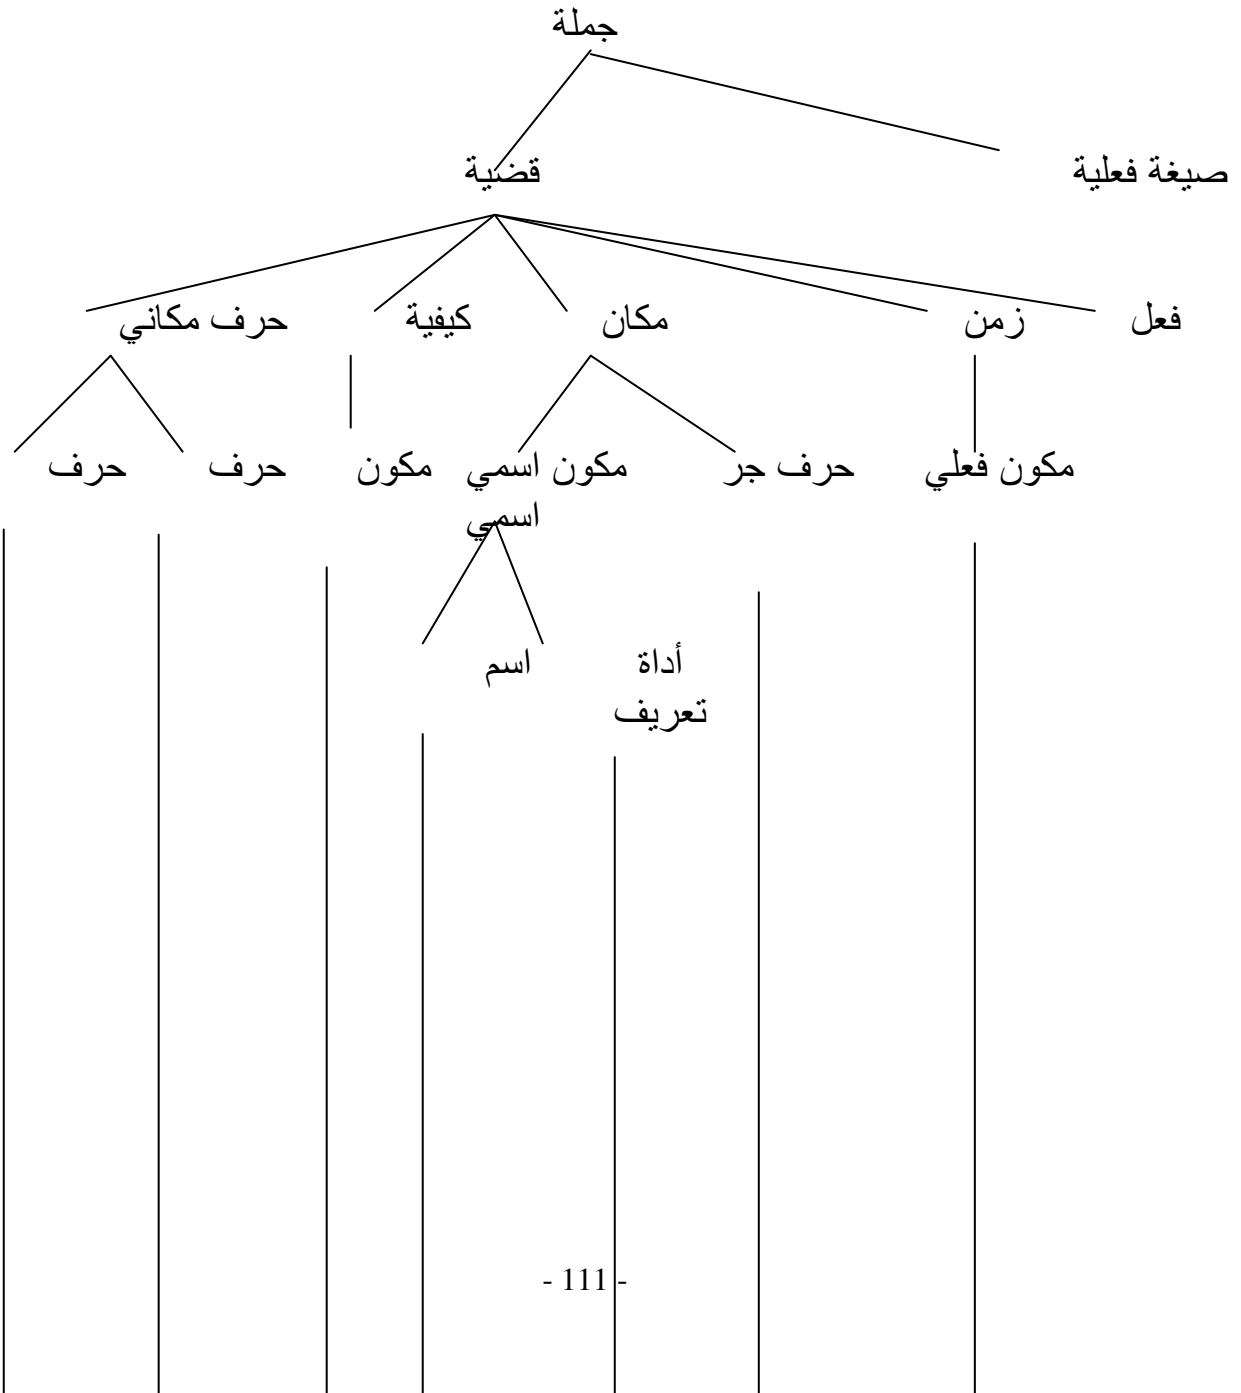 جملة
صيغة فعلية قضية
فعل زمن مكان كيفية حرف مكاني
مكون فعلي حرف جر مكون اسمي مكون حرف حرف
اسمي
أداة اسم
تعريف
- 111 -